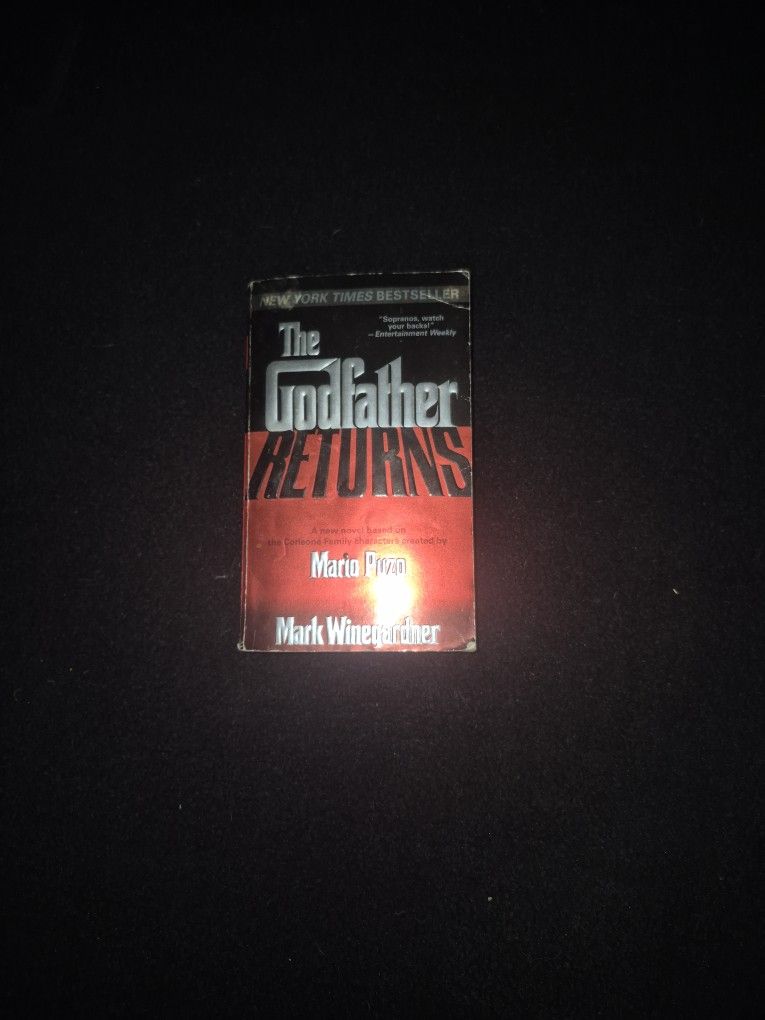 NEW YORK TIMES BESTSELLER
"Sopranos, watch
your backs!"
—Entertainment Weekly
The
Godfather
RETURNS
A new novel based on
the Corleone Family characters created by
Mario Puzo
Mark Winegardner